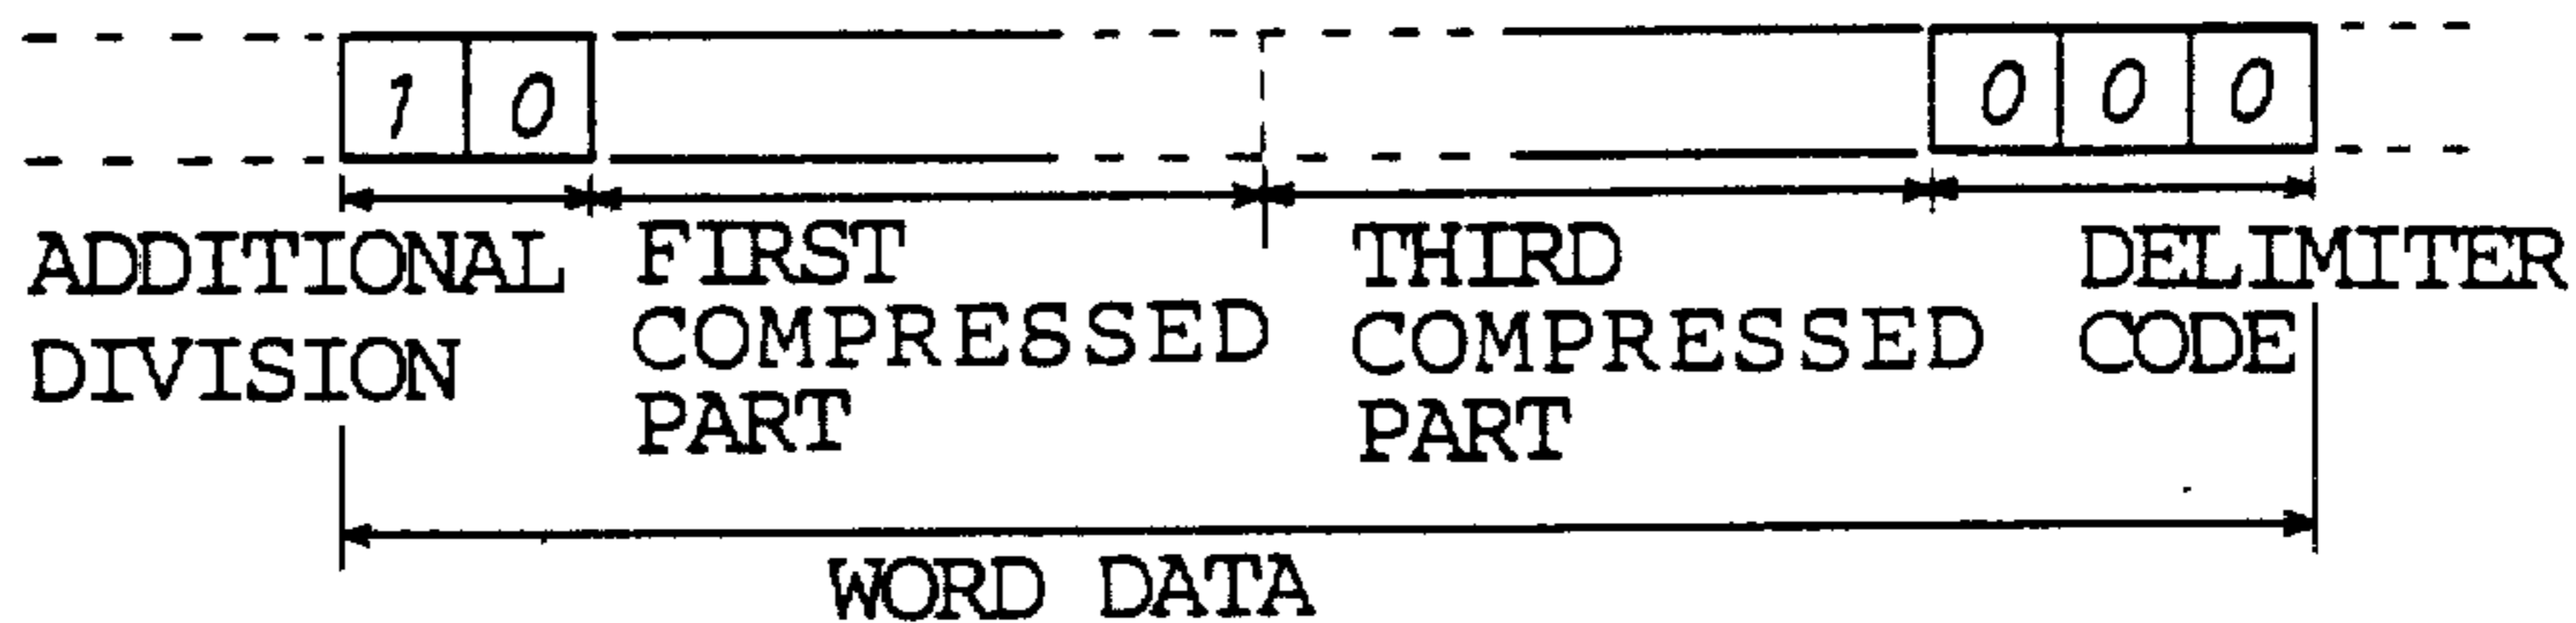 1 0 0 0 0
ADDITIONAL DIVISION
FIRST COMPRESSED PART
THIRD COMPRESSED PART
DELIMITER CODE
WORD DATA